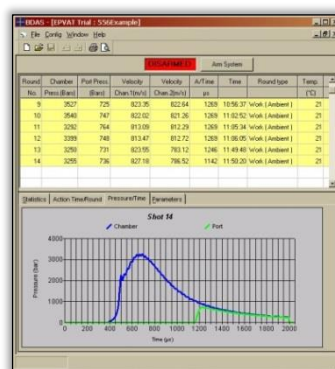 BDAS - [EPVAT Trial : 556Example]
File Config Window Help
DISARMED Arm System
Round Chamber Port Press Velocity Velocity A/Time Time Round type Temp.
No. Press.(Bars) (Bars) Chan.1(m/s) Chan.2(m/s) µs (°C)
9 3527 725 823.35 822.64 1269 10:56:37 Work ( Ambient ) 21
10 3548 747 822.02 821.26 1269 11:02:52 Work ( Ambient ) 21
11 3292 764 813.09 812.29 1269 11:05:34 Work ( Ambient ) 21
12 3399 748 813.47 812.72 1269 11:06:05 Work ( Ambient ) 21
13 3258 731 823.55 783.12 1246 11:49:48 Work ( Ambient ) 21
14 3255 736 827.18 786.52 1142 11:50:20 Work ( Ambient ) 21
Statistics Action Time/Round Pressure/Time Parameters
Shot 14
Chamber Port
Pressure (bar)
4000
3000
2000
1000
0
0 200 400 600 800 1000 1200 1400 1600 1800 2000
Time (µs)